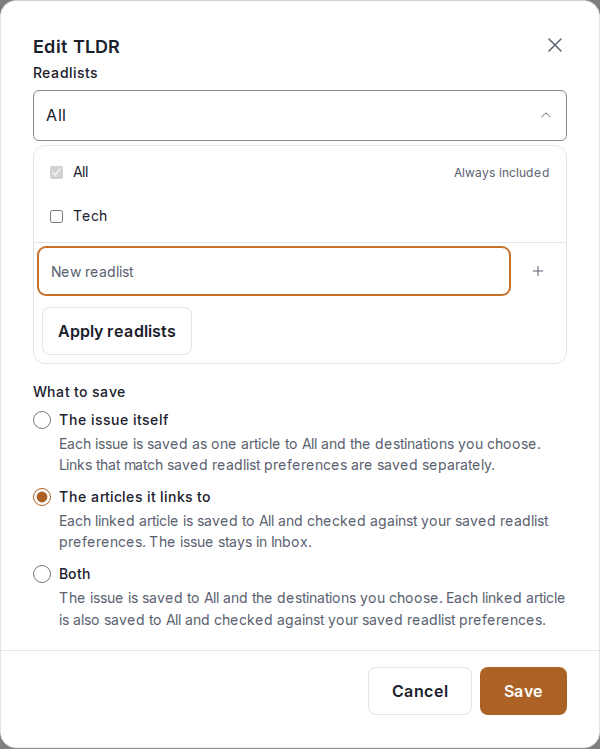 Edit TLDR
Readlists
All
All Always included
Tech
New readlist
Apply readlists
What to save
The issue itself
Each issue is saved as one article to All and the destinations you choose.
Links that match saved readlist preferences are saved separately.
The articles it links to
Each linked article is saved to All and checked against your saved readlist
preferences. The issue stays in Inbox.
Both
The issue is saved to All and the destinations you choose. Each linked article
is also saved to All and checked against your saved readlist preferences.
Cancel Save